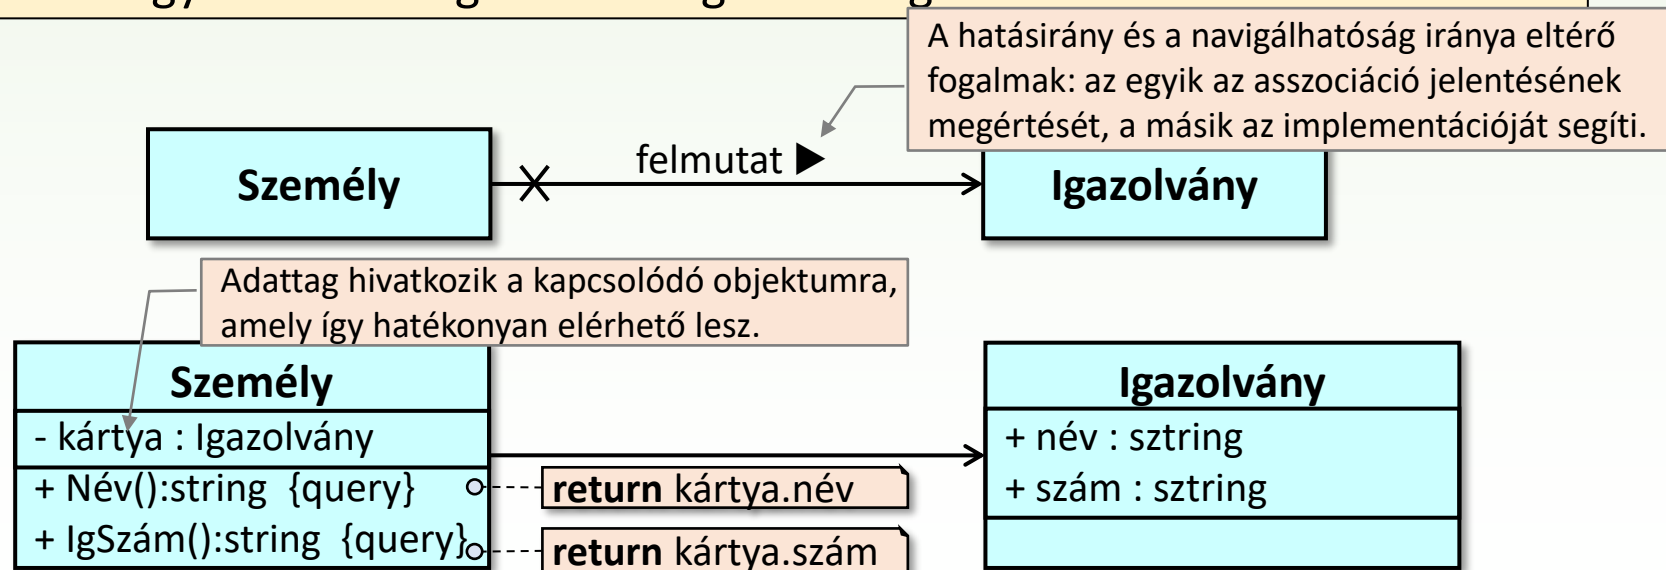 A hatásirány és a navigálhatóság iránya eltérő
fogalmak: az egyik az asszociáció jelentésének
megértését, a másik az implementációját segíti.
Személy
felmutat ▶
Igazolvány
Adattag hivatkozik a kapcsolódó objektumra,
amely így hatékonyan elérhető lesz.
Személy
- kártya : Igazolvány
+ Név():string {query}
+ IgSzám():string {query}
return kártya.név
return kártya.szám
Igazolvány
+ név : sztring
+ szám : sztring